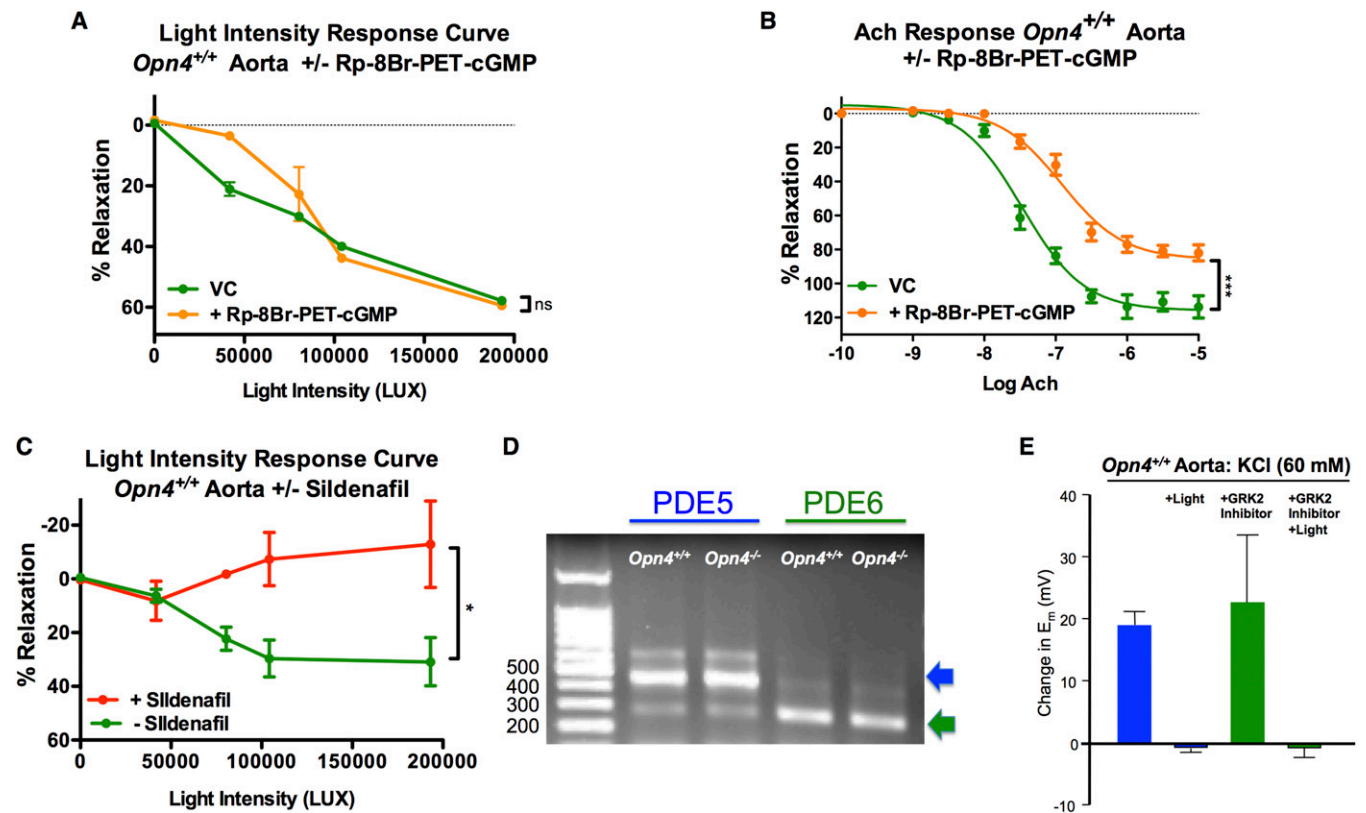 A
Light Intensity Response Curve
Opn4+/+ Aorta +/- Rp-8Br-PET-cGMP
0
20
40
60
% Relaxation
VC
+ Rp-8Br-PET-cGMP
ns
0 50000 100000 150000 200000
Light Intensity (LUX)
B
Ach Response Opn4+/+ Aorta
+/- Rp-8Br-PET-cGMP
0
20
40
60
80
100
120
% Relaxation
VC
+ Rp-8Br-PET-cGMP
***
-10 -9 -8 -7 -6 -5
Log Ach
C
Light Intensity Response Curve
Opn4+/+ Aorta +/- Sildenafil
-20
0
20
40
60
% Relaxation
+ SIldenafil
- SIldenafil
*
0 50000 100000 150000 200000
Light Intensity (LUX)
D
PDE5 PDE6
Opn4+/+ Opn4-/- Opn4+/+ Opn4-/-
500
400
300
200
E
Opn4+/+ Aorta: KCl (60 mM)
+Light
+GRK2
Inhibitor
+GRK2
Inhibitor
+Light
40
30
20
10
0
-10
Change in Em (mV)